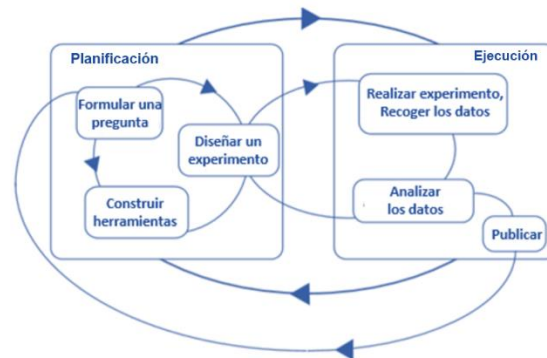 Planificación
Formular una
pregunta
Diseñar un
experimento
Construir
herramientas
Ejecución
Realizar experimento,
Recoger los datos
Analizar
los datos
Publicar